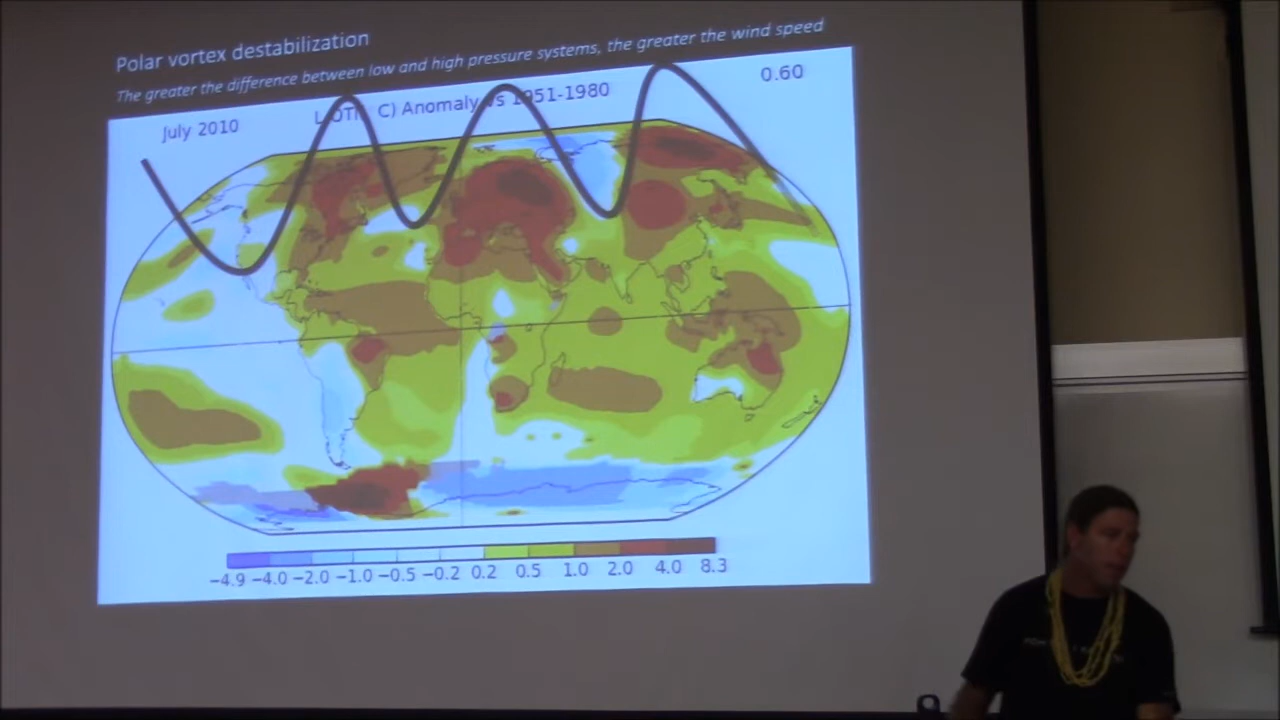 Polar vortex destabilization
The greater the difference between low and high pressure systems, the greater the wind speed
July 2010
L-OTI( C) Anomaly vs 1951-1980
0.60
−4.9 −4.0 −2.0 −1.0 −0.5 −0.2 0.2 0.5 1.0 2.0 4.0 8.3